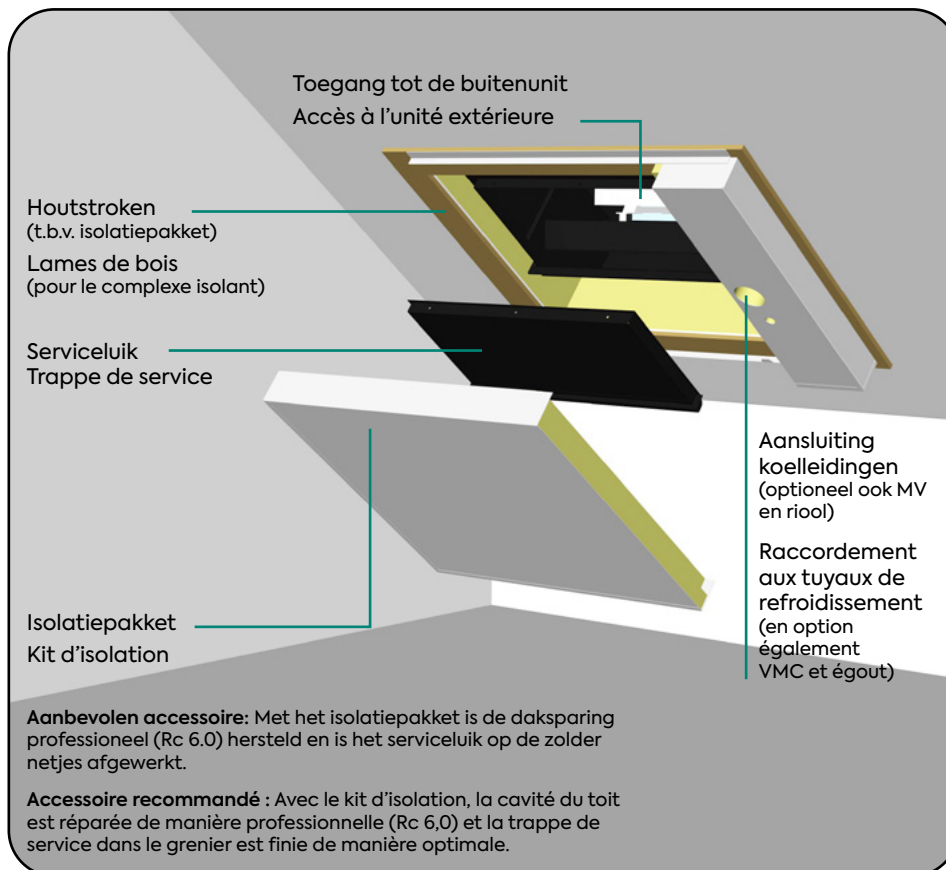 Toegang tot de buitenunit
Accès à l'unité extérieure
Houtstroken
(t.b.v. isolatiepakket)
Lames de bois
(pour le complexe isolant)
Serviceluik
Trappe de service
Aansluiting
koelleidingen
(optioneel ook MV
en riool)
Raccordement
aux tuyaux de
refroidissement
(en option
également
VMC et égout)
Isolatiepakket
Kit d'isolation
Aanbevolen accessoire: Met het isolatiepakket is de daksparing
professioneel (Rc 6.0) hersteld en is het serviceluik op de zolder
netjes afgewerkt.
Accessoire recommandé : Avec le kit d'isolation, la cavité du toit
est réparée de manière professionnelle (Rc 6,0) et la trappe de
service dans le grenier est finie de manière optimale.